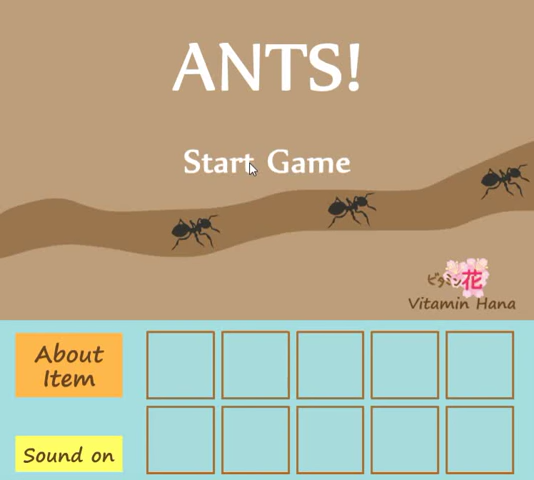 ANTS!
Start Game
ビタミン花
Vitamin Hana
About
Item
Sound on